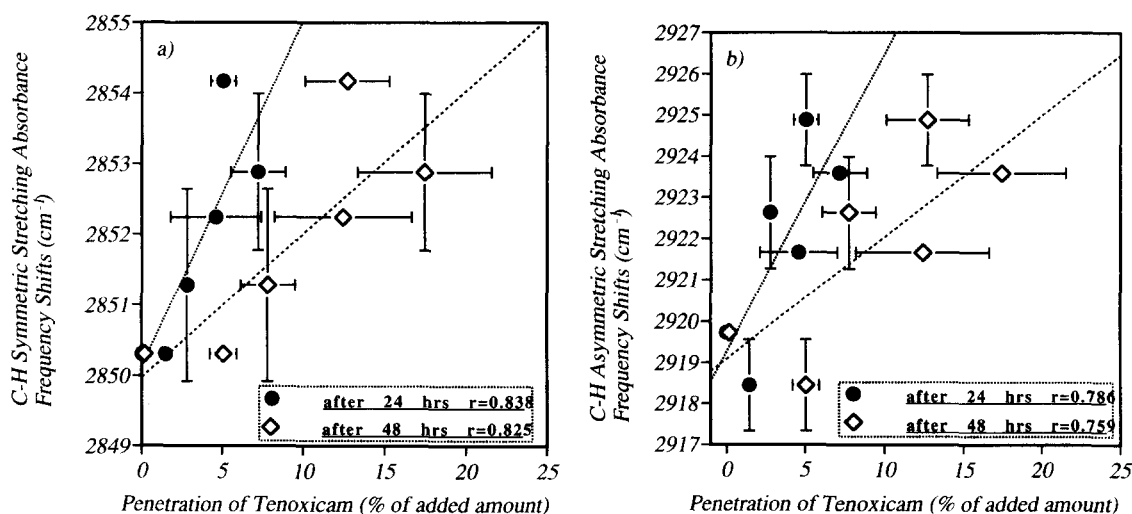 C-H Symmetric Stretching Absorbance
Frequency Shifts (cm⁻¹)
2855
2854
2853
2852
2851
2850
2849
a)
after 24 hrs r=0.838
after 48 hrs r=0.825
0 5 10 15 20 25
Penetration of Tenoxicam (% of added amount)
C-H Asymmetric Stretching Absorbance
Frequency Shifts (cm⁻¹)
2927
2926
2925
2924
2923
2922
2921
2920
2919
2918
2917
b)
after 24 hrs r=0.786
after 48 hrs r=0.759
0 5 10 15 20 25
Penetration of Tenoxicam (% of added amount)